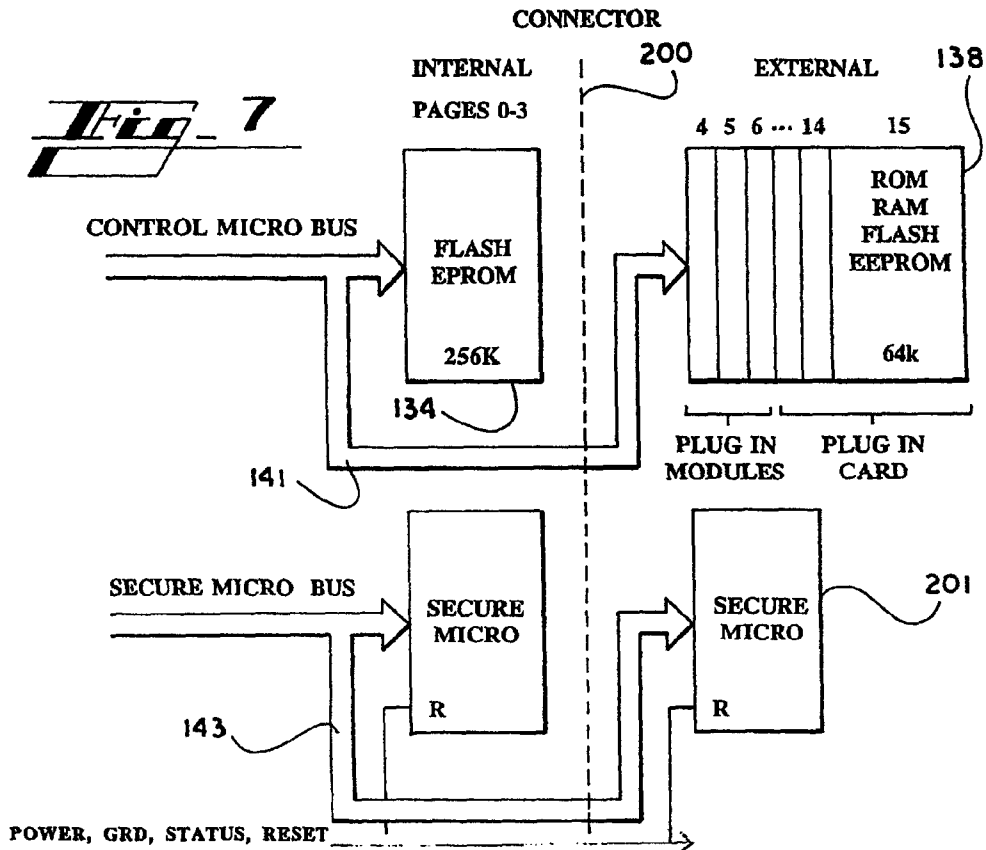 CONNECTOR
INTERNAL
PAGES 0-3
200
EXTERNAL
138
Fig_ 7
4 5 6 ... 14 15
ROM
RAM
FLASH
EEPROM
64k
CONTROL MICRO BUS
FLASH
EPROM
256K
134
141
PLUG IN
MODULES
PLUG IN
CARD
SECURE MICRO BUS
SECURE
MICRO
R
SECURE
MICRO
R
201
143
POWER, GRD, STATUS, RESET